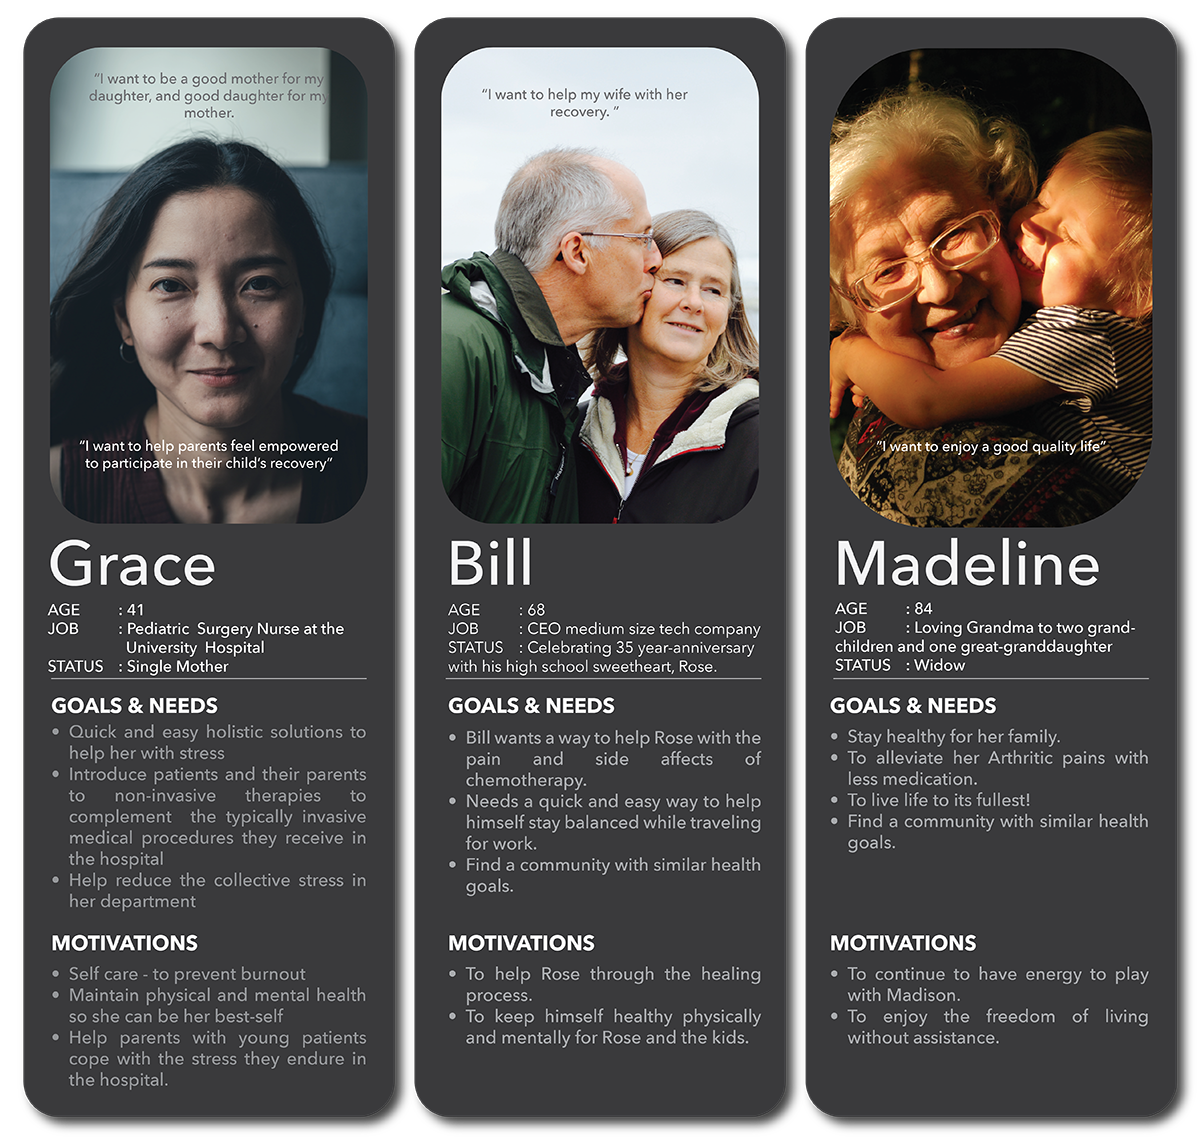 “I want to be a good mother for my
daughter, and good daughter for my
mother.
“I want to help parents feel empowered
to participate in their child’s recovery”
Grace
AGE : 41
JOB : Pediatric Surgery Nurse at the
University Hospital
STATUS : Single Mother
GOALS & NEEDS
• Quick and easy holistic solutions to
help her with stress
• Introduce patients and their parents
to non-invasive therapies to
complement the typically invasive
medical procedures they receive in
the hospital
• Help reduce the collective stress in
her department
MOTIVATIONS
• Self care - to prevent burnout
• Maintain physical and mental health
so she can be her best-self
• Help parents with young patients
cope with the stress they endure in
the hospital.
“I want to help my wife with her
recovery. ”
Bill
AGE : 68
JOB : CEO medium size tech company
STATUS : Celebrating 35 year-anniversary
with his high school sweetheart, Rose.
GOALS & NEEDS
• Bill wants a way to help Rose with the
pain and side affects of
chemotherapy.
• Needs a quick and easy way to help
himself stay balanced while traveling
for work.
• Find a community with similar health
goals.
MOTIVATIONS
• To help Rose through the healing
process.
• To keep himself healthy physically
and mentally for Rose and the kids.
“I want to enjoy a good quality life”
Madeline
AGE : 84
JOB : Loving Grandma to two grand-
children and one great-granddaughter
STATUS : Widow
GOALS & NEEDS
• Stay healthy for her family.
• To alleviate her Arthritic pains with
less medication.
• To live life to its fullest!
• Find a community with similar health
goals.
MOTIVATIONS
• To continue to have energy to play
with Madison.
• To enjoy the freedom of living
without assistance.